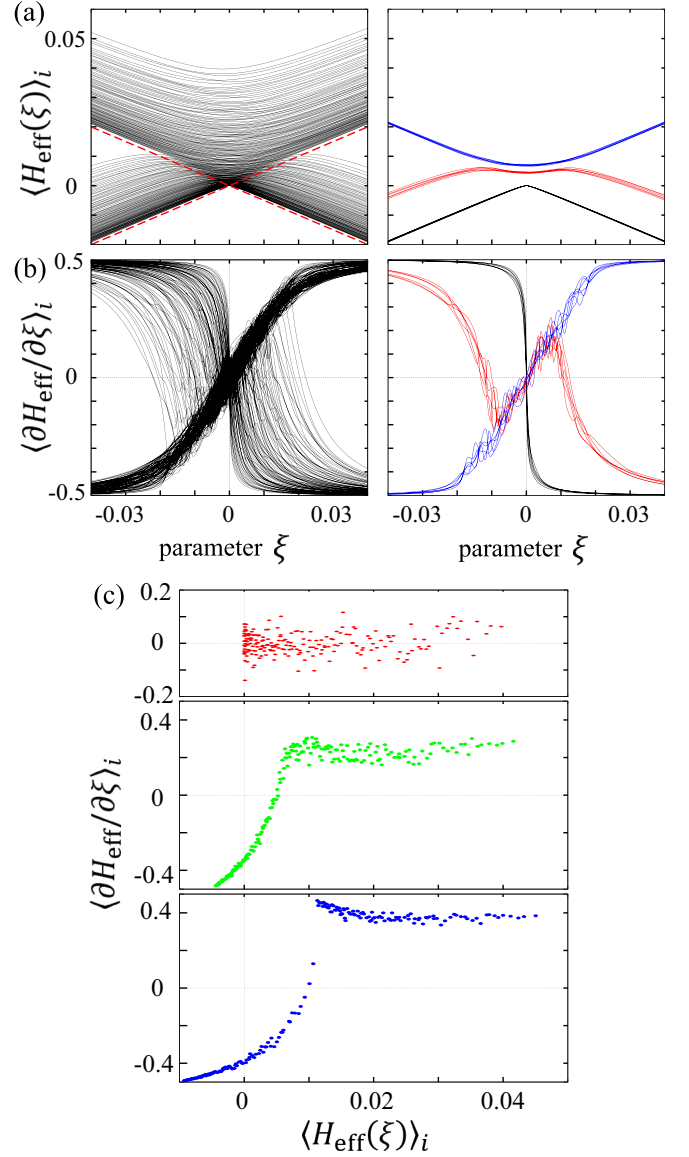 (a)
0.05
0
⟨H_eff(ξ)⟩_i
(b)
0.5
0
-0.5
⟨∂H_eff/∂ξ⟩_i
-0.03 0 0.03 -0.03 0 0.03
parameter ξ parameter ξ
(c)
0.2
0
-0.2
0.4
0
-0.4
0.4
0
-0.4
⟨∂H_eff/∂ξ⟩_i
0 0.02 0.04
⟨H_eff(ξ)⟩_i